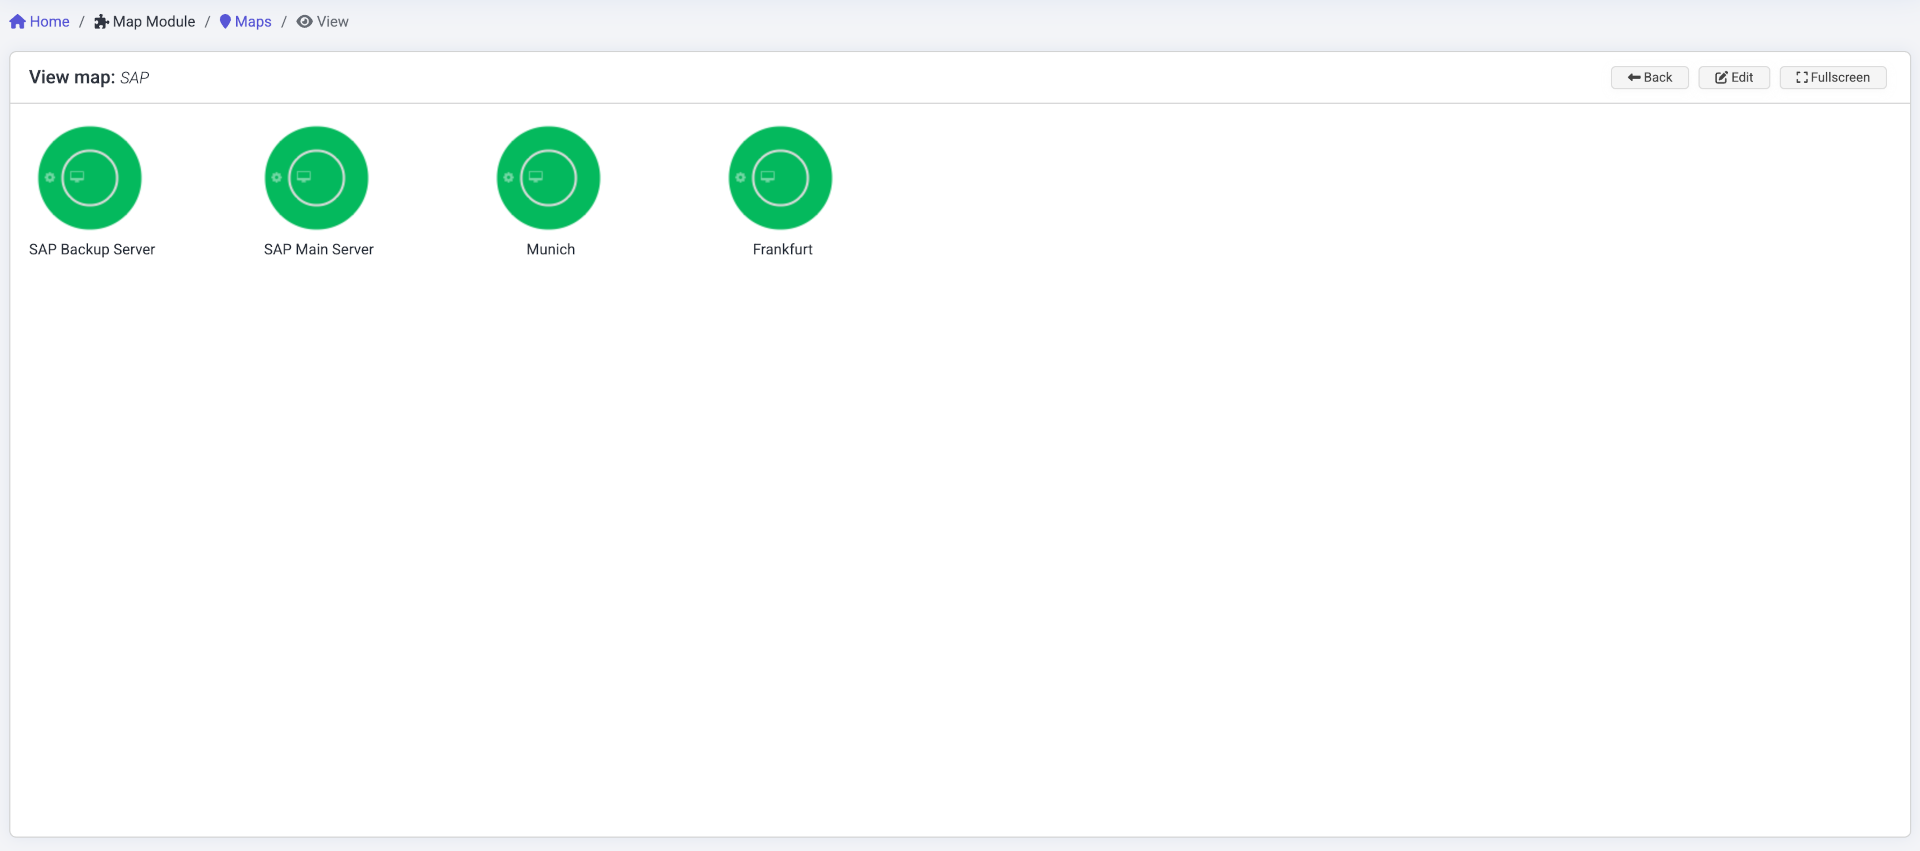 Home / Map Module / Maps / View
View map: SAP
Back Edit Fullscreen
SAP Backup Server SAP Main Server Munich Frankfurt